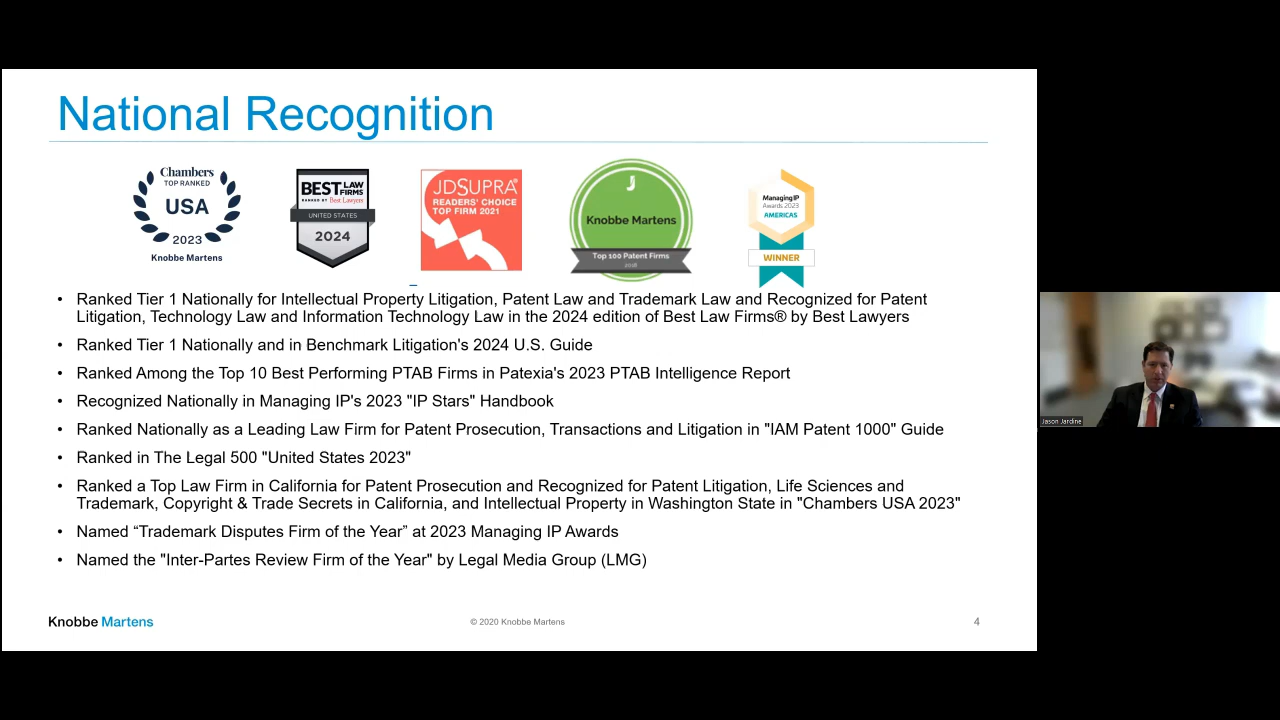 National Recognition
Chambers
TOP RANKED
USA
2023
Knobbe Martens
BEST LAW FIRMS
RANKED BY Best Lawyers
UNITED STATES
2024
JDSUPRA®
READERS' CHOICE
TOP FIRM 2021
J
Knobbe Martens
Top 100 Patent Firms
2018
ManagingIP
Awards 2023
AMERICAS
WINNER
• Ranked Tier 1 Nationally for Intellectual Property Litigation, Patent Law and Trademark Law and Recognized for Patent
Litigation, Technology Law and Information Technology Law in the 2024 edition of Best Law Firms® by Best Lawyers
• Ranked Tier 1 Nationally and in Benchmark Litigation's 2024 U.S. Guide
• Ranked Among the Top 10 Best Performing PTAB Firms in Patexia's 2023 PTAB Intelligence Report
• Recognized Nationally in Managing IP's 2023 "IP Stars" Handbook
• Ranked Nationally as a Leading Law Firm for Patent Prosecution, Transactions and Litigation in "IAM Patent 1000" Guide
• Ranked in The Legal 500 "United States 2023"
• Ranked a Top Law Firm in California for Patent Prosecution and Recognized for Patent Litigation, Life Sciences and
Trademark, Copyright & Trade Secrets in California, and Intellectual Property in Washington State in "Chambers USA 2023"
• Named “Trademark Disputes Firm of the Year” at 2023 Managing IP Awards
• Named the "Inter-Partes Review Firm of the Year" by Legal Media Group (LMG)
Knobbe Martens
© 2020 Knobbe Martens
4
Jason Jardine